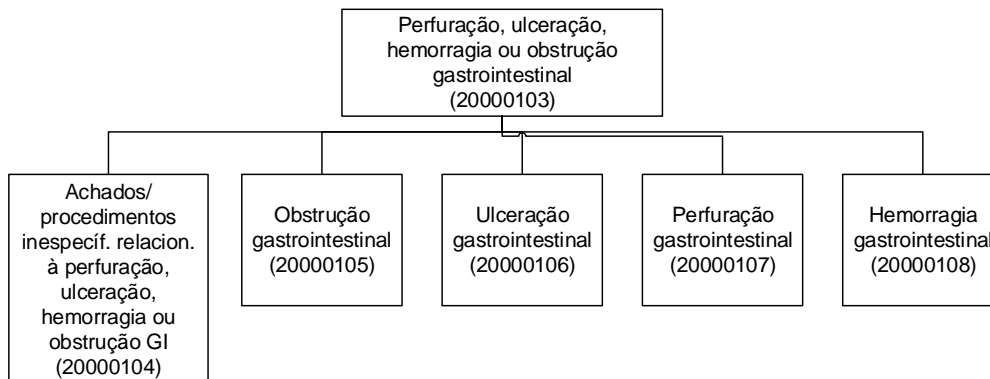 Perfuração, ulceração,
hemorragia ou obstrução
gastrointestinal
(20000103)
Achados/
procedimentos
inespecíf. relacion.
à perfuração,
ulceração,
hemorragia ou
obstrução GI
(20000104)
Obstrução
gastrointestinal
(20000105)
Ulceração
gastrointestinal
(20000106)
Perfuração
gastrointestinal
(20000107)
Hemorragia
gastrointestinal
(20000108)